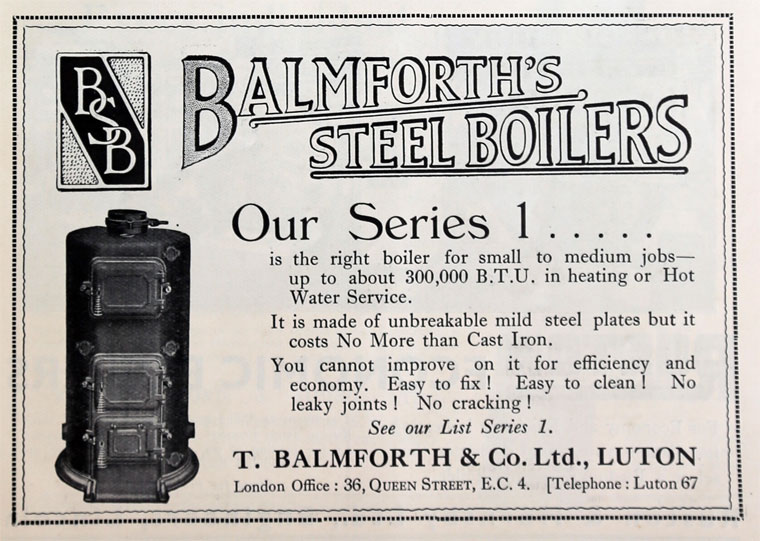 BSB
BALMFORTH'S
STEEL BOILERS
Our Series 1 . . . . .
is the right boiler for small to medium jobs—
up to about 300,000 B.T.U. in heating or Hot
Water Service.
It is made of unbreakable mild steel plates but it
costs No More than Cast Iron.
You cannot improve on it for efficiency and
economy. Easy to fix! Easy to clean! No
leaky joints! No cracking!
See our List Series 1.
T. BALMFORTH & Co. Ltd., LUTON
London Office : 36, QUEEN STREET, E.C. 4. [Telephone : Luton 67